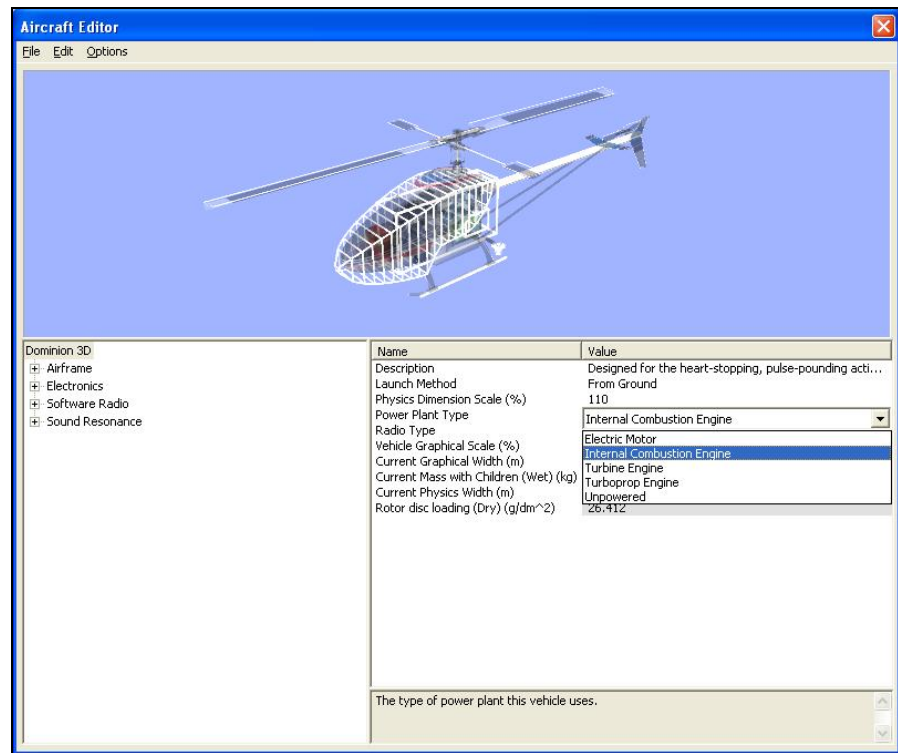 Aircraft Editor
File Edit Options
Dominion 3D
Airframe
Electronics
Software Radio
Sound Resonance
Name Value
Description Designed for the heart-stopping, pulse-pounding acti...
Launch Method From Ground
Physics Dimension Scale (%) 110
Power Plant Type Internal Combustion Engine
Radio Type Electric Motor
Vehicle Graphical Scale (%) Internal Combustion Engine
Current Graphical Width (m) Turbine Engine
Current Mass with Children (Wet) (kg) Turboprop Engine
Current Physics Width (m) Unpowered
Rotor disc loading (Dry) (g/dm^2) 26.412
The type of power plant this vehicle uses.